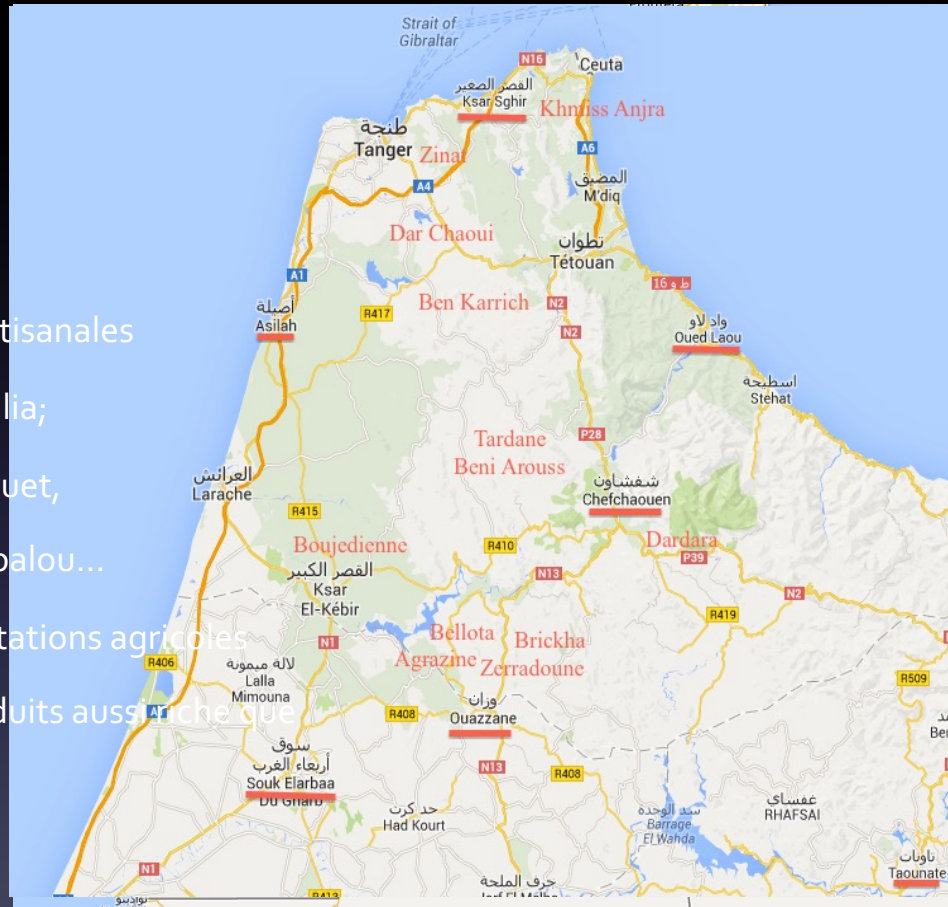 Strait of
Gibraltar
N16
Ceuta
القصر الصغير
Ksar Sghir
Khmiss Anjra
طنجة
Tanger
Zinat
A6
A4
المضيق
M'diq
Dar Chaoui
تطوان
Tétouan
A1
16 ط و
Ben Karrich
N2
أصيلة
Asilah
R417
N2
واد لاو
Oued Laou
tisanales
اسطيحة
Stehat
lia;
P28
Tardane
Beni Arouss
العرائش
Larache
شفشاون
Chefchaouen
uet,
R415
Boujedienne
R410
Dardara
P39
palou...
القصر الكبير
Ksar
El-Kébir
N13
N2
R419
tations agricoles
N1
Bellota
Brickha
Agrazine
Zerradoune
R406
لالة ميمونة
Lalla
Mimouna
R509
وزان
Ouazzane
duits aussi riche que
R408
سوق
أربعاء الغرب
Souk Elarbaa
Du Gharb
N13
R408
حد كرت
Had Kourt
سد الوحدة
Barrage
El Wahda
غفساي
RHAFSAI
تاونات
Taounate
N1
R413
جرف الملحة